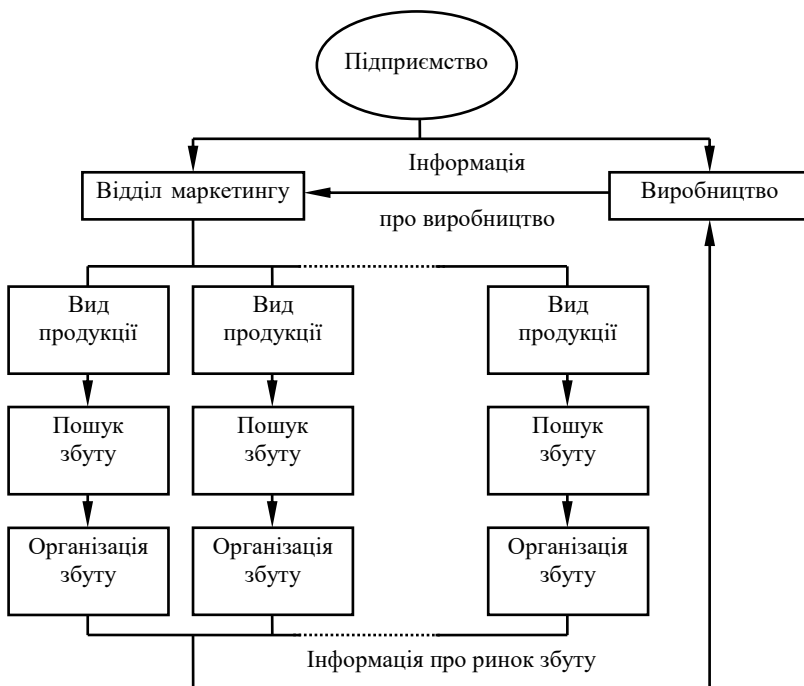 Підприємство
Інформація
Відділ маркетингу
Виробництво
про виробництво
Вид
продукції
Вид
продукції
Вид
продукції
Пошук
збуту
Пошук
збуту
Пошук
збуту
Організація
збуту
Організація
збуту
Організація
збуту
Інформація про ринок збуту